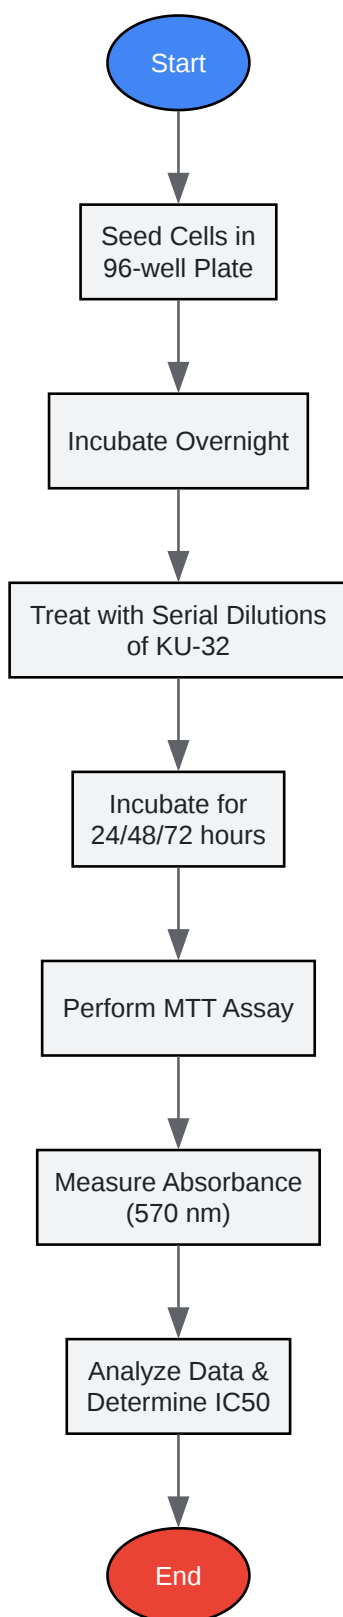 Start
Seed Cells in
96-well Plate
Incubate Overnight
Treat with Serial Dilutions
of KU-32
Incubate for
24/48/72 hours
Perform MTT Assay
Measure Absorbance
(570 nm)
Analyze Data &
Determine IC50
End